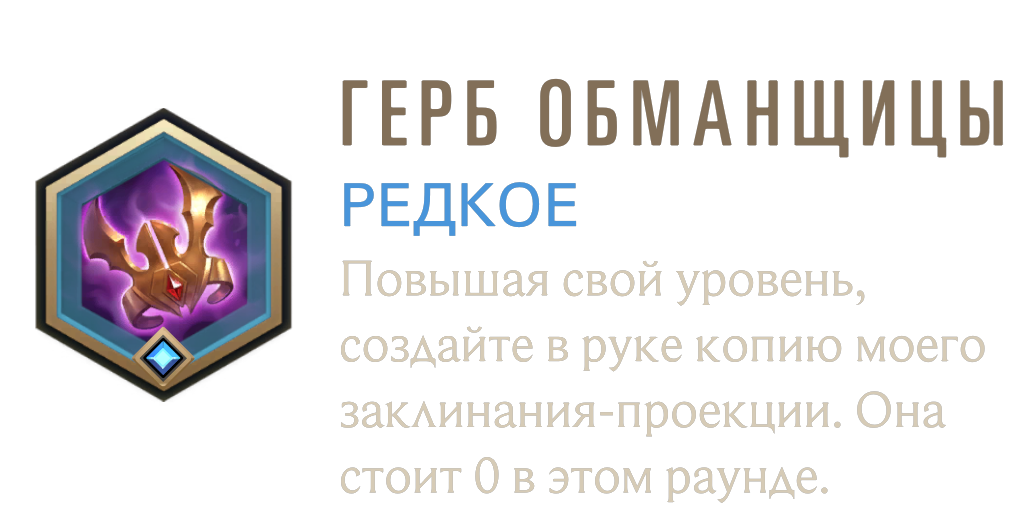 ГЕРБ ОБМАНЩИЦЫ
РЕДКОЕ
Повышая свой уровень,
создайте в руке копию моего
заклинания-проекции. Она
стоит 0 в этом раунде.